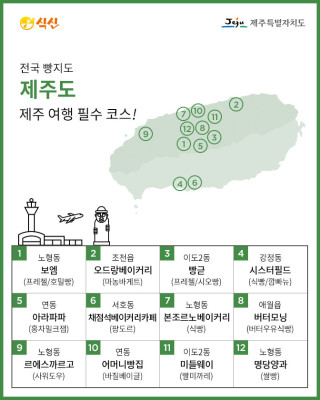 식신
Jeju 제주특별자치도
전국 빵지도
제주도
제주 여행 필수 코스!
7 10 2
11
9 12 8
3
1 5
4 6
1 노형동
보엠
(프레첼/호밀빵)
2 조천읍
오드랑베이커리
(마농바게트)
3 이도2동
빵귿
(프레첼/시오빵)
4 강정동
시스터필드
(식빵/깜빠뉴)
5 연동
아라파파
(홍차밀크잼)
6 서호동
채점석베이커리카페
(팡도르)
7 노형동
본조르노베이커리
(식빵)
8 애월읍
버터모닝
(버터우유식빵)
9 노형동
르에스까르고
(사워도우)
10 연동
어머니빵집
(바질베이글)
11 이도2동
미들웨이
(빵미까레)
12 노형동
명당양과
(쌀빵)